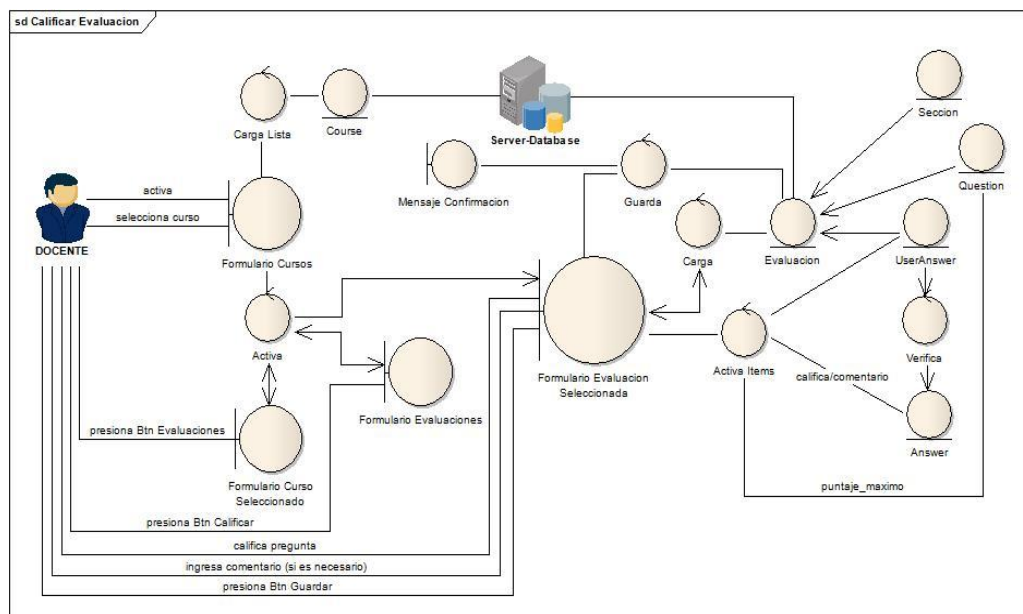 sd Calificar Evaluacion
Carga Lista
Course
Server-Database
Seccion
Mensaje Confirmacion
Guarda
Question
activa
selecciona curso
DOCENTE
Formulario Cursos
Carga
Evaluacion
UserAnswer
Activa
Formulario Evaluaciones
Formulario Evaluacion
Seleccionada
Activa Items
Verifica
califica/comentario
presiona Btn Evaluaciones
Formulario Curso
Seleccionado
Answer
puntaje_maximo
presiona Btn Calificar
califica pregunta
ingresa comentario (si es necesario)
presiona Btn Guardar